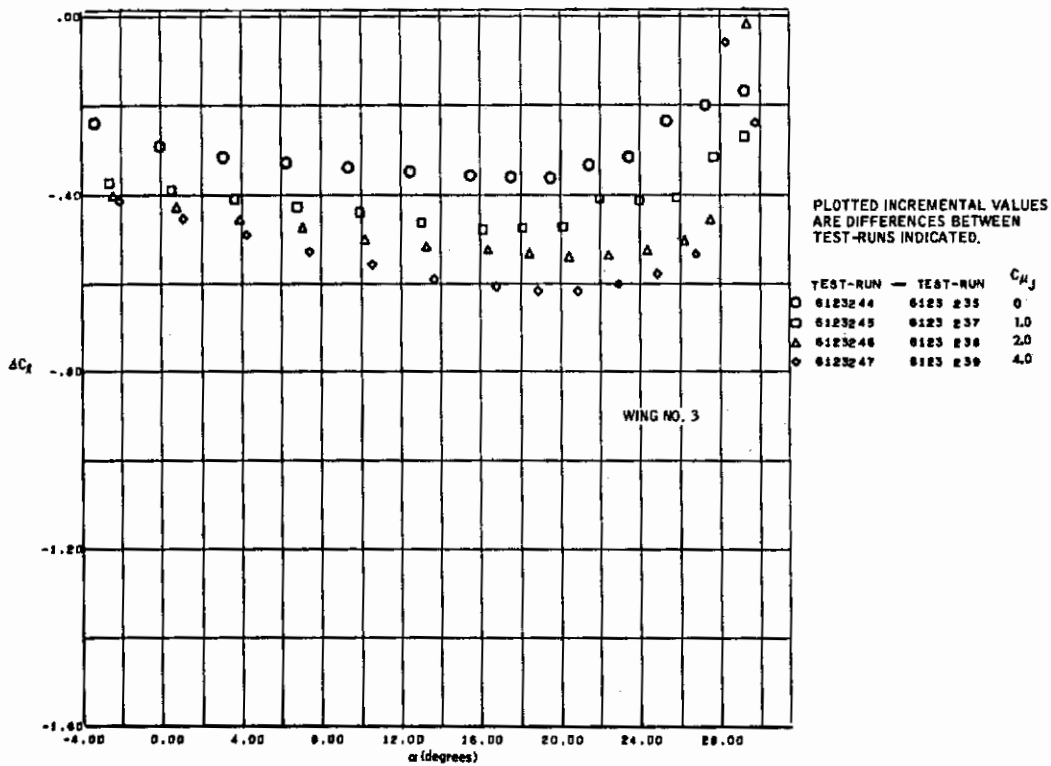 .00
-.40
-.80
-1.20
-1.60
ΔCℓ
-4.00 0.00 4.00 8.00 12.00 16.00 20.00 24.00 28.00
α (degrees)
WING NO. 3
PLOTTED INCREMENTAL VALUES
ARE DIFFERENCES BETWEEN
TEST-RUNS INDICATED.
TEST-RUN — TEST-RUN CμJ
6123244 6123 235 0
6123245 6123 237 1.0
6123246 6123 238 2.0
6123247 6123 239 4.0